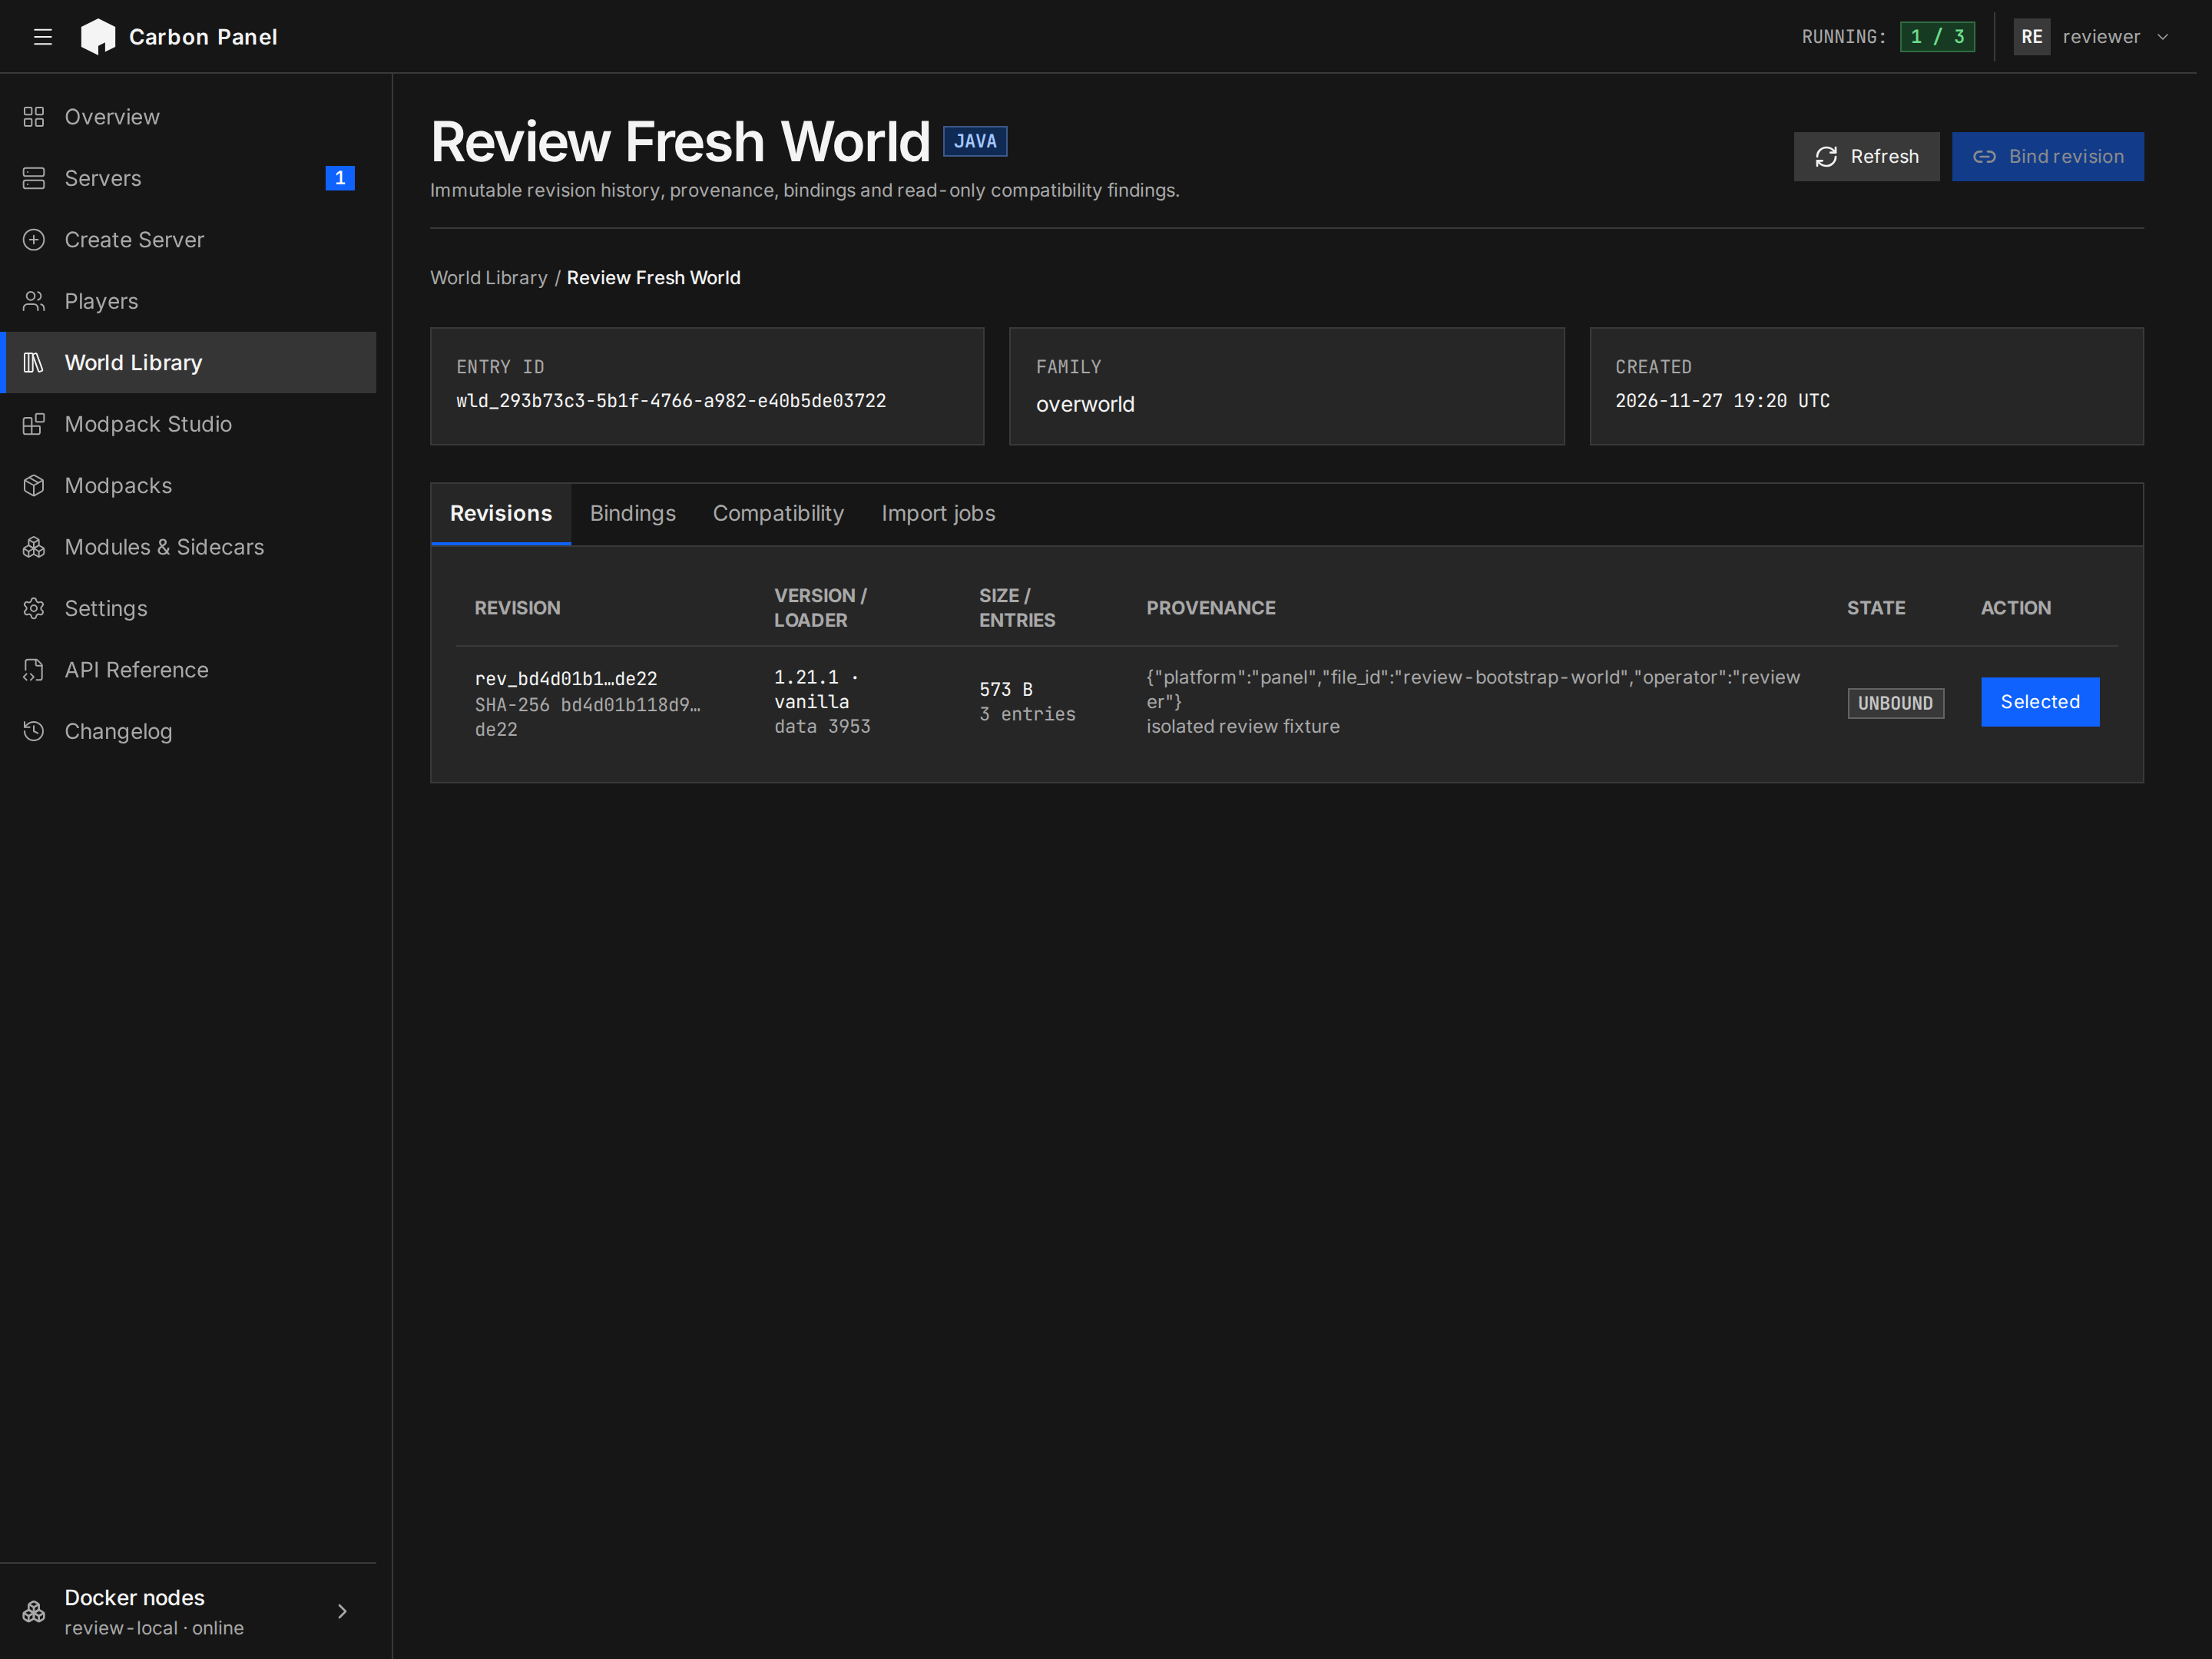 Carbon Panel
RUNNING: 1 / 3
RE reviewer
Overview
Servers 1
Create Server
Players
World Library
Modpack Studio
Modpacks
Modules & Sidecars
Settings
API Reference
Changelog
Docker nodes
review-local · online
Review Fresh World JAVA
Immutable revision history, provenance, bindings and read-only compatibility findings.
Refresh
Bind revision
World Library / Review Fresh World
ENTRY ID
wld_293b73c3-5b1f-4766-a982-e40b5de03722
FAMILY
overworld
CREATED
2026-11-27 19:20 UTC
Revisions Bindings Compatibility Import jobs
REVISION
VERSION /
LOADER
SIZE /
ENTRIES
PROVENANCE
STATE
ACTION
rev_bd4d01b1…de22
SHA-256 bd4d01b118d9…
de22
1.21.1 ·
vanilla
data 3953
573 B
3 entries
{"platform":"panel","file_id":"review-bootstrap-world","operator":"review
er"}
isolated review fixture
UNBOUND
Selected